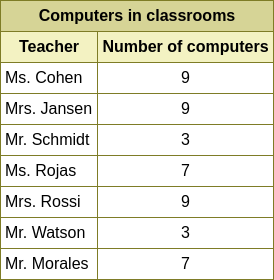 Computers in classrooms
Teacher Number of computers
Ms. Cohen 9
Mrs. Jansen 9
Mr. Schmidt 3
Ms. Rojas 7
Mrs. Rossi 9
Mr. Watson 3
Mr. Morales 7